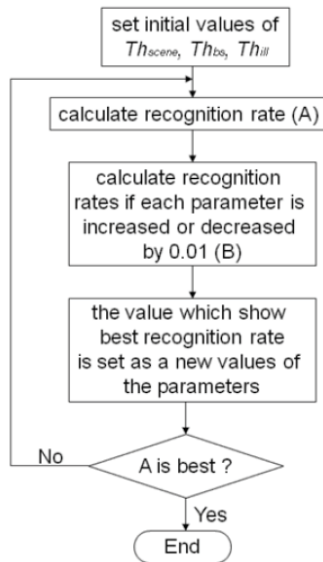 set initial values of
Thscene, Thbs, Thill
calculate recognition rate (A)
calculate recognition
rates if each parameter is
increased or decreased
by 0.01 (B)
the value which show
best recognition rate
is set as a new values of
the parameters
No
A is best ?
Yes
End